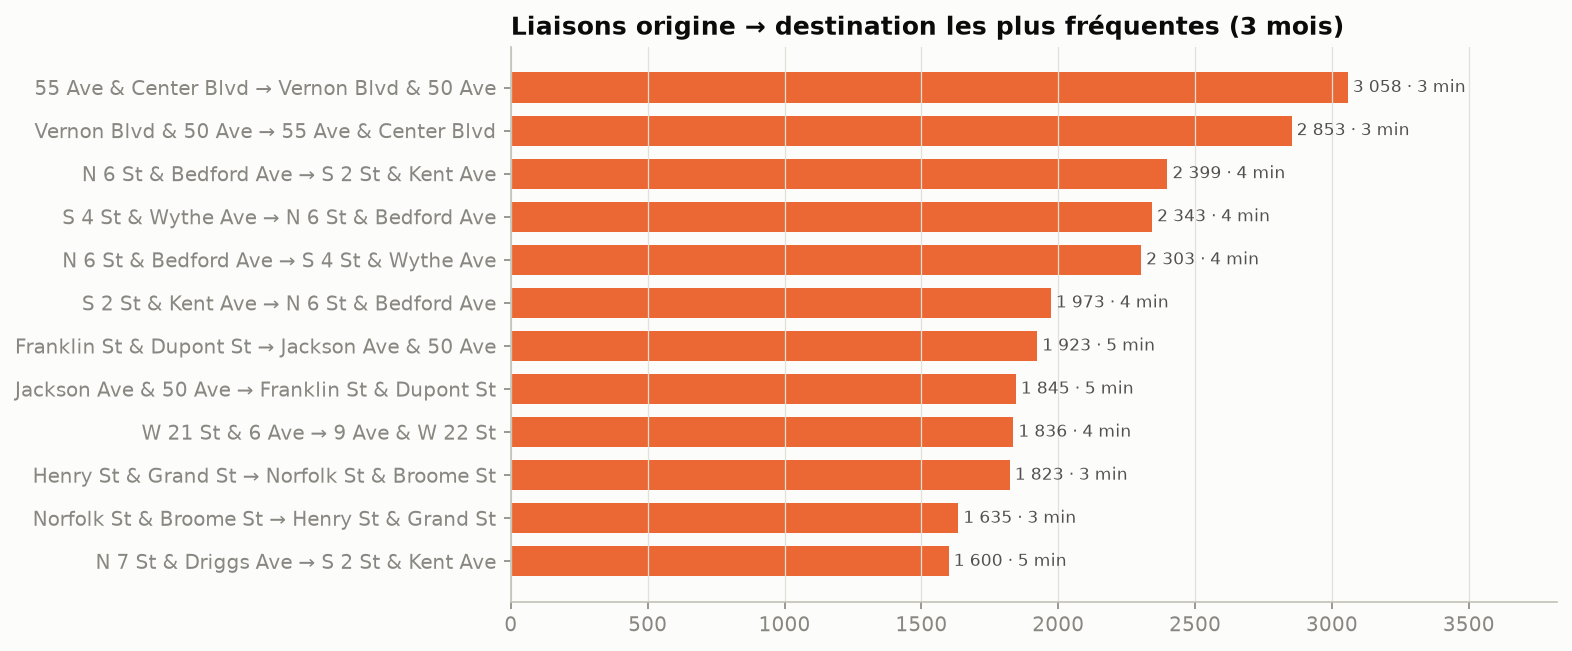 Liaisons origine → destination les plus fréquentes (3 mois)
55 Ave & Center Blvd → Vernon Blvd & 50 Ave 3 058 · 3 min
Vernon Blvd & 50 Ave → 55 Ave & Center Blvd 2 853 · 3 min
N 6 St & Bedford Ave → S 2 St & Kent Ave 2 399 · 4 min
S 4 St & Wythe Ave → N 6 St & Bedford Ave 2 343 · 4 min
N 6 St & Bedford Ave → S 4 St & Wythe Ave 2 303 · 4 min
S 2 St & Kent Ave → N 6 St & Bedford Ave 1 973 · 4 min
Franklin St & Dupont St → Jackson Ave & 50 Ave 1 923 · 5 min
Jackson Ave & 50 Ave → Franklin St & Dupont St 1 845 · 5 min
W 21 St & 6 Ave → 9 Ave & W 22 St 1 836 · 4 min
Henry St & Grand St → Norfolk St & Broome St 1 823 · 3 min
Norfolk St & Broome St → Henry St & Grand St 1 635 · 3 min
N 7 St & Driggs Ave → S 2 St & Kent Ave 1 600 · 5 min
0 500 1000 1500 2000 2500 3000 3500